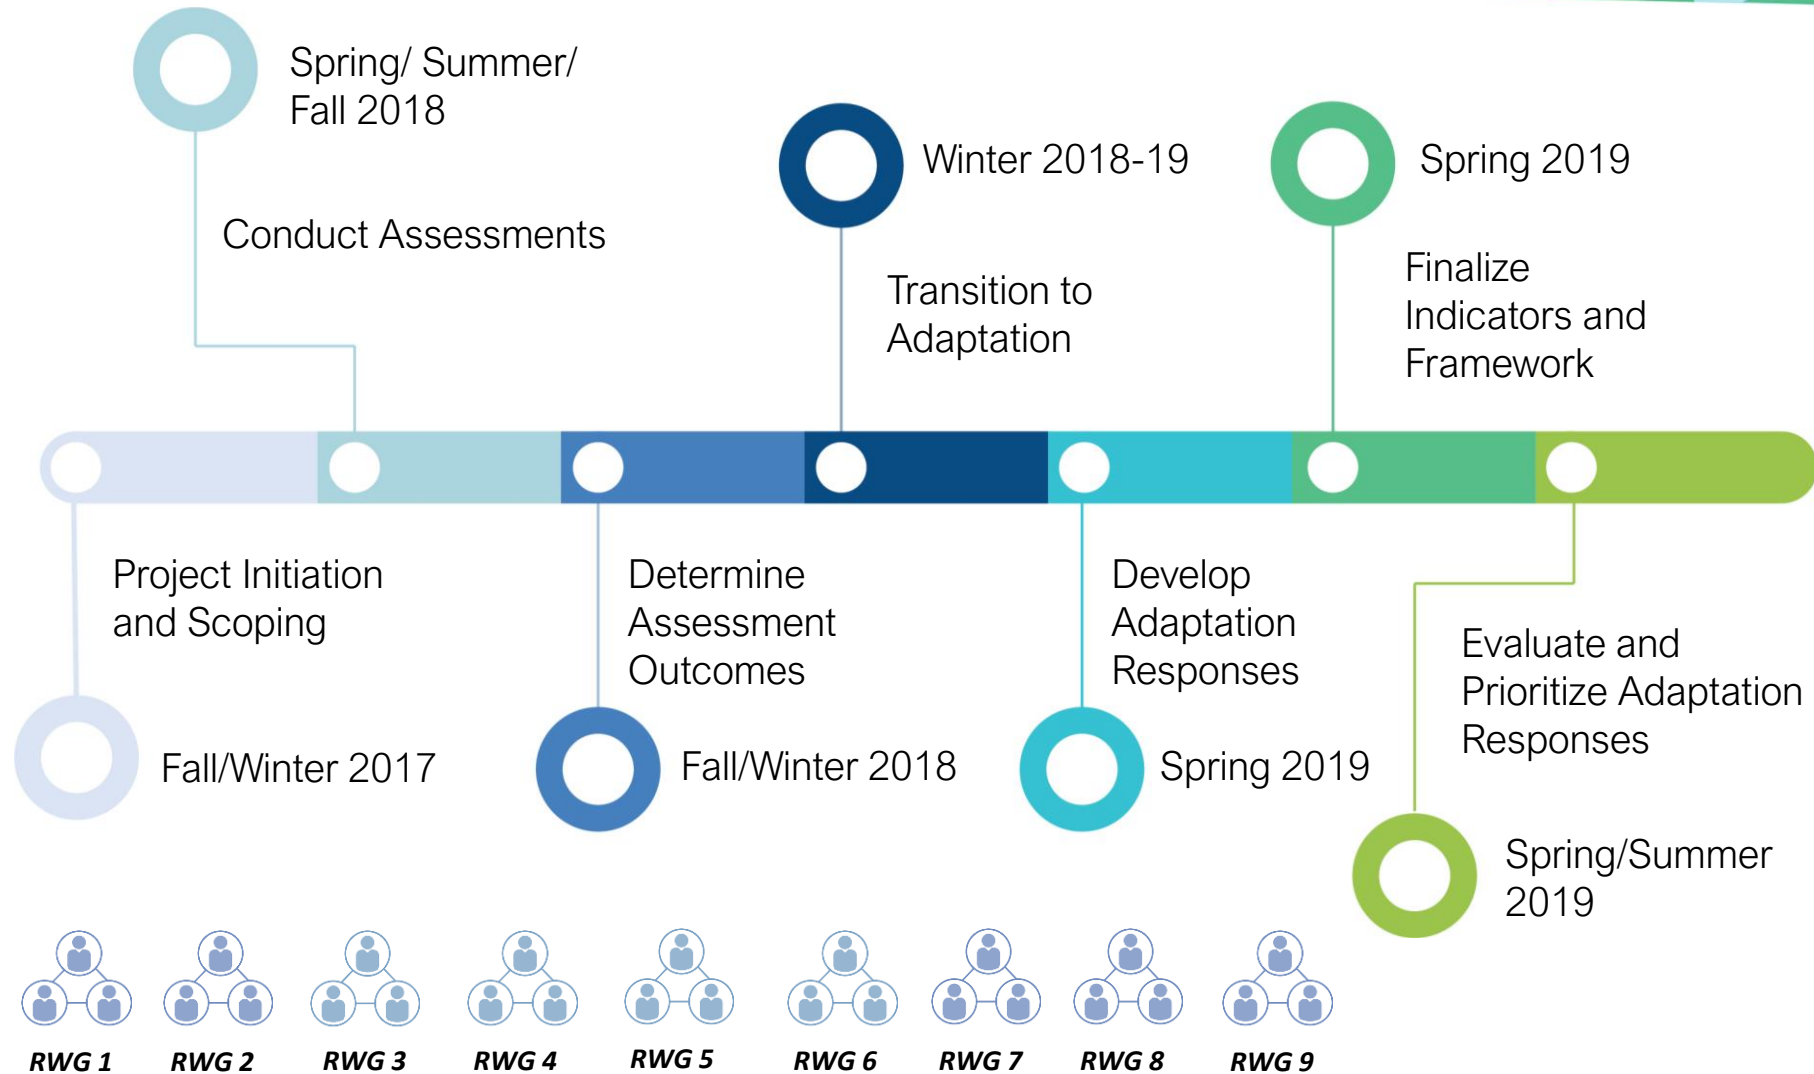 Spring/ Summer/
Fall 2018
Conduct Assessments
Winter 2018-19
Transition to
Adaptation
Spring 2019
Finalize
Indicators and
Framework
Project Initiation
and Scoping
Fall/Winter 2017
Determine
Assessment
Outcomes
Fall/Winter 2018
Develop
Adaptation
Responses
Spring 2019
Evaluate and
Prioritize Adaptation
Responses
Spring/Summer
2019
RWG 1
RWG 2
RWG 3
RWG 4
RWG 5
RWG 6
RWG 7
RWG 8
RWG 9